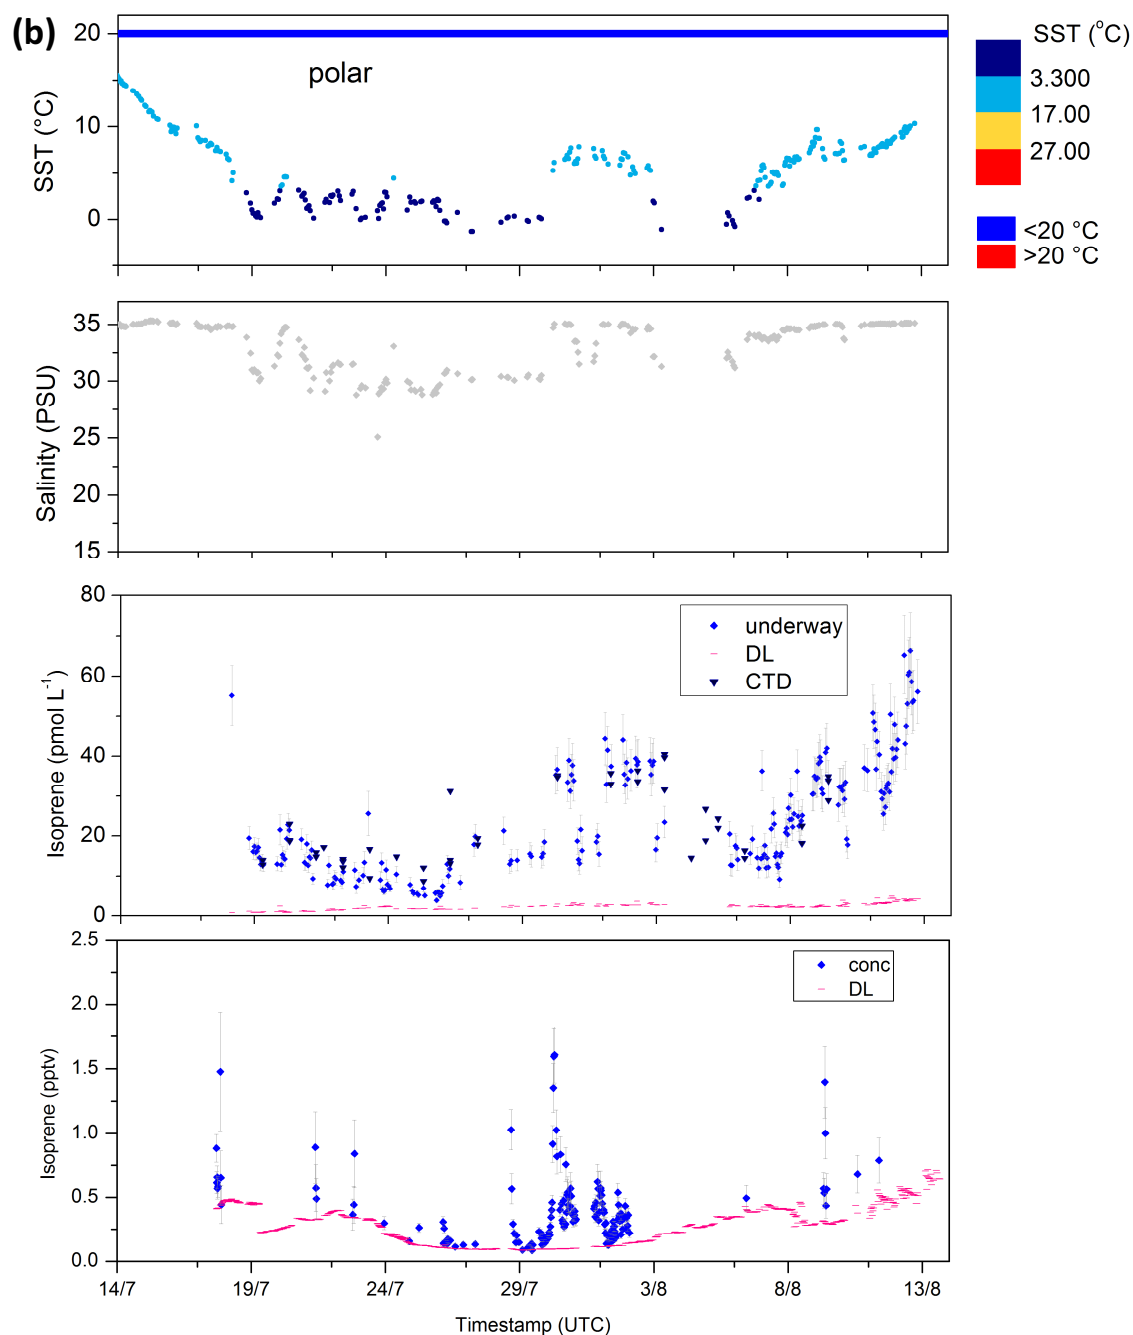 (b)
20
10
0
SST (°C)
polar
SST (°C)
3.300
17.00
27.00
<20 °C
>20 °C
35
30
25
20
15
Salinity (PSU)
80
60
40
20
0
Isoprene (pmol L⁻¹)
underway
DL
CTD
2.5
2.0
1.5
1.0
0.5
0.0
Isoprene (pptv)
conc
DL
14/7 19/7 24/7 29/7 3/8 8/8 13/8
Timestamp (UTC)